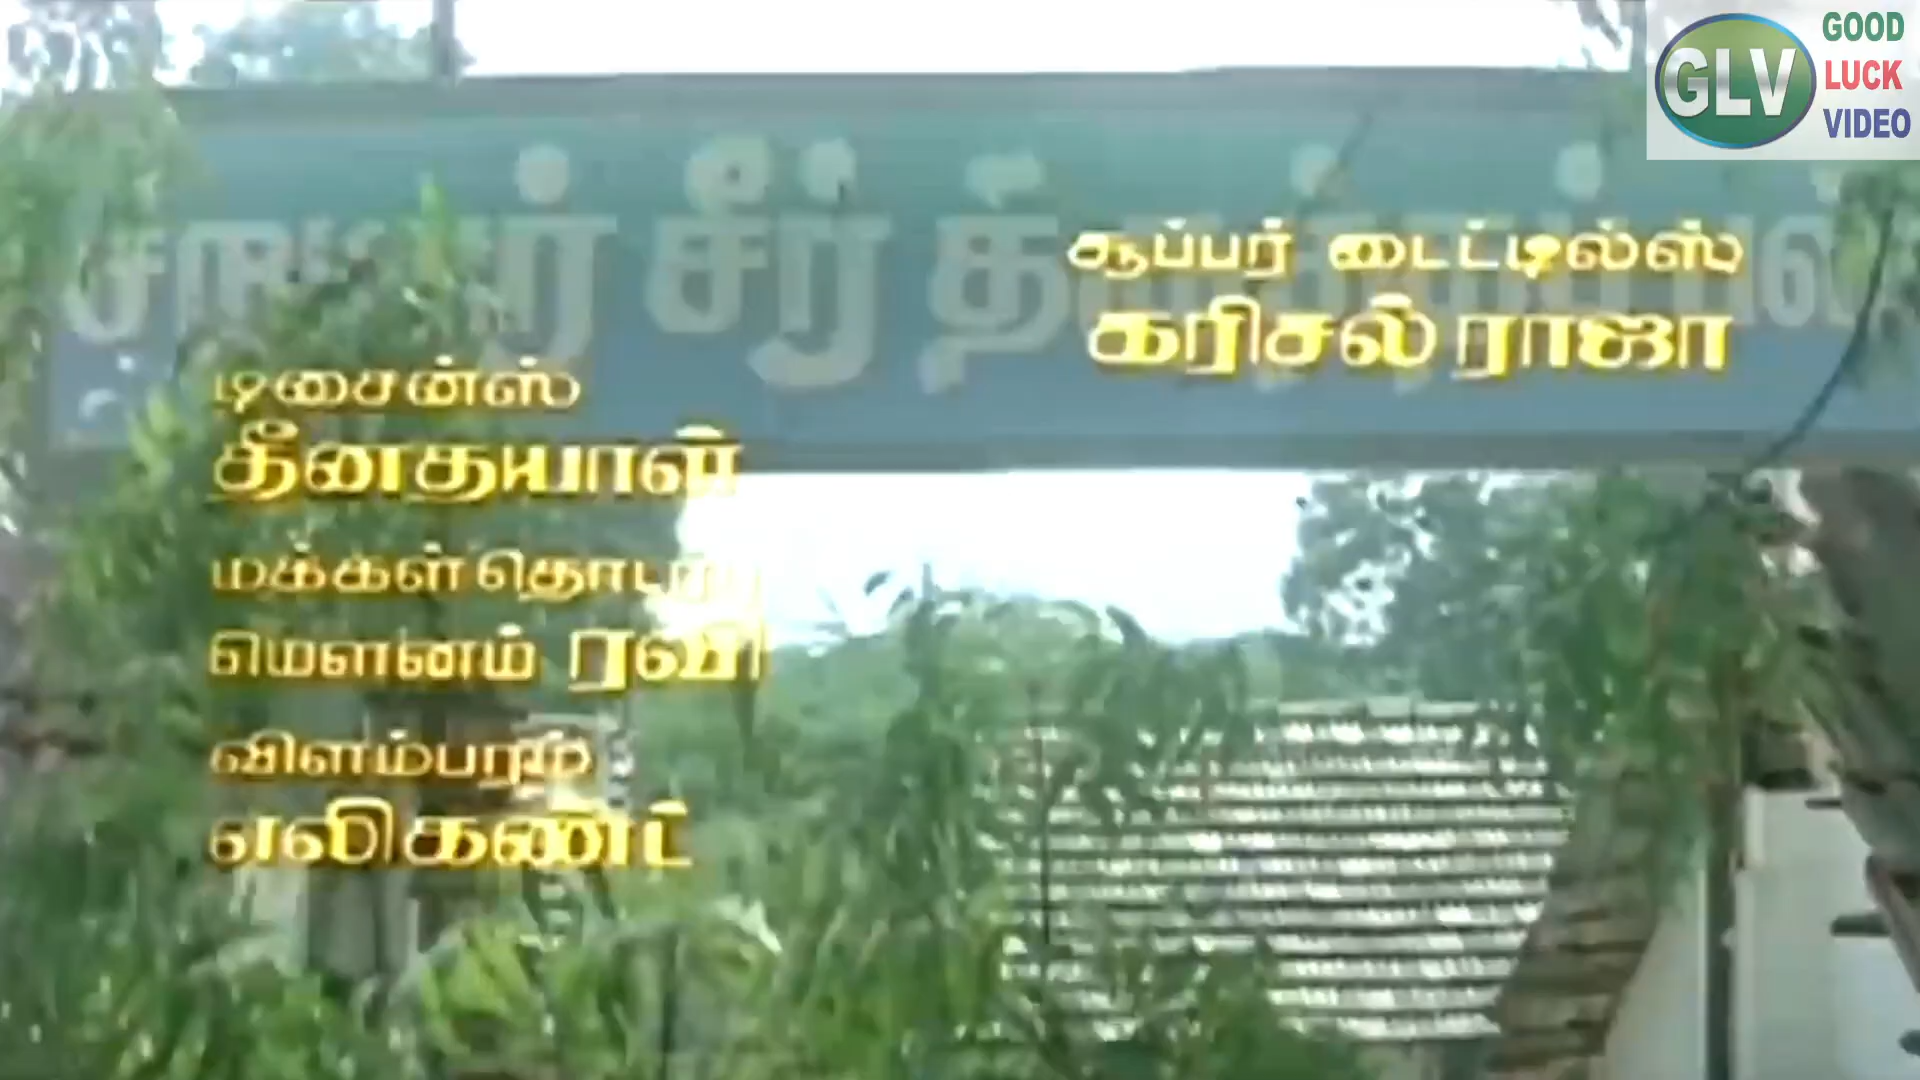 GOOD
GLV LUCK
VIDEO
சீர்
சூப்பர் டைட்டில்ஸ்
கரிசல் ராஜா
டிசைன்ஸ்
தீனதயாள்
மக்கள் தொடர்பு
மௌனம் ரவி
விளம்பரம்
எலிகண்ட்